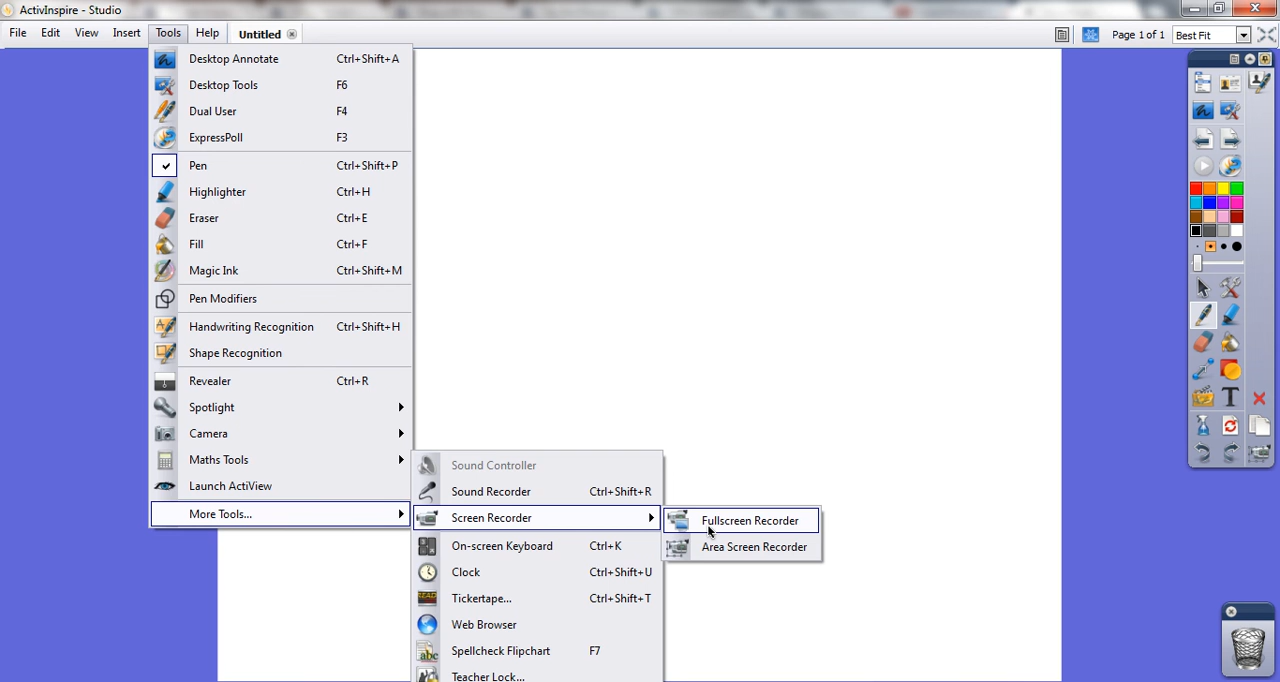 ActivInspire - Studio
File Edit View Insert Tools Help Untitled Page 1 of 1 Best Fit
Desktop Annotate Ctrl+Shift+A
Desktop Tools F6
Dual User F4
ExpressPoll F3
Pen Ctrl+Shift+P
Highlighter Ctrl+H
Eraser Ctrl+E
Fill Ctrl+F
Magic Ink Ctrl+Shift+M
Pen Modifiers
Handwriting Recognition Ctrl+Shift+H
Shape Recognition
Revealer Ctrl+R
Spotlight
Camera
Maths Tools
Launch ActiView
More Tools...
Sound Controller
Sound Recorder Ctrl+Shift+R
Screen Recorder
On-screen Keyboard Ctrl+K
Clock Ctrl+Shift+U
Tickertape... Ctrl+Shift+T
Web Browser
Spellcheck Flipchart F7
Teacher Lock...
Fullscreen Recorder
Area Screen Recorder